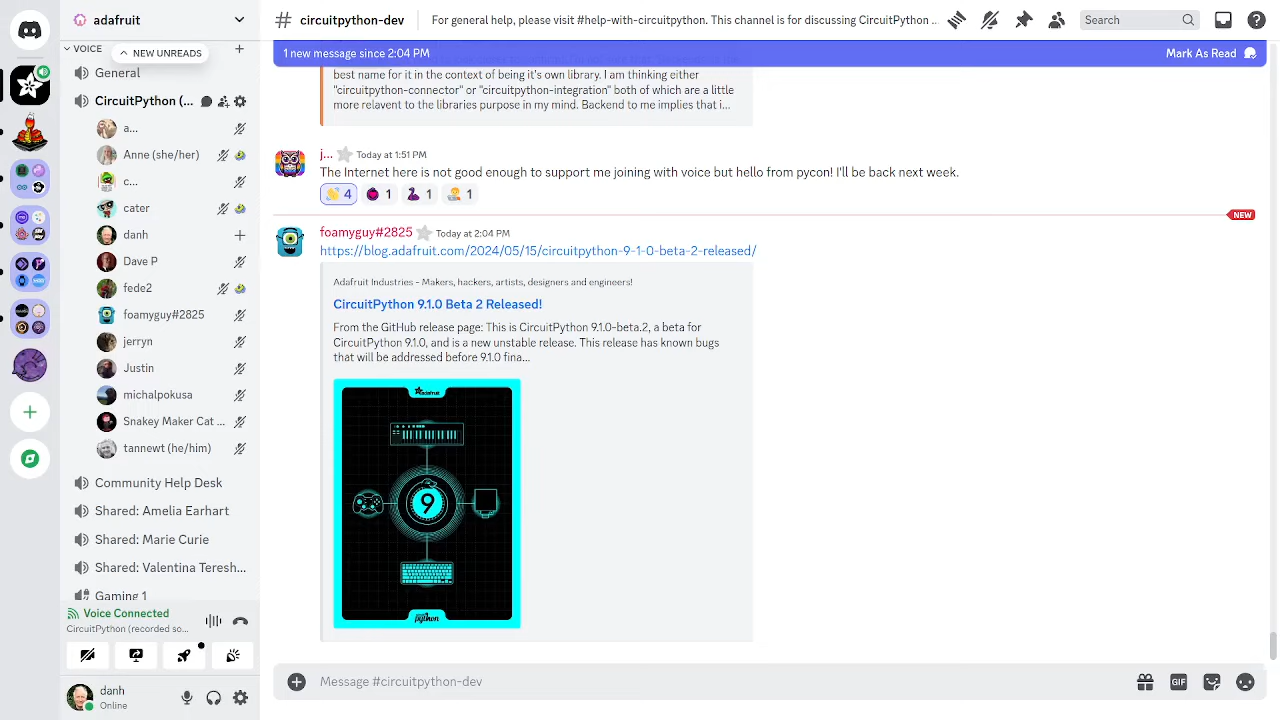 adafruit
circuitpython-dev
For general help, please visit #help-with-circuitpython. This channel is for discussing CircuitPython ...
Search
VOICE
NEW UNREADS
General
CircuitPython (...
a...
Anne (she/her)
c...
cater
danh
Dave P
fede2
foamyguy#2825
jerryn
Justin
michalpokusa
Snakey Maker Cat ...
tannewt (he/him)
Community Help Desk
Shared: Amelia Earhart
Shared: Marie Curie
Shared: Valentina Teresh...
Gaming 1
Voice Connected
CircuitPython (recorded so...
danh
Online
1 new message since 2:04 PM
Mark As Read
best name for it in the context of being it's own library. I am thinking either
"circuitpython-connector" or "circuitpython-integration" both of which are a little
more relavent to the libraries purpose in my mind. Backend to me implies that i...
j... Today at 1:51 PM
The Internet here is not good enough to support me joining with voice but hello from pycon! I'll be back next week.
4 1 1 1
NEW
foamyguy#2825 Today at 2:04 PM
https://blog.adafruit.com/2024/05/15/circuitpython-9-1-0-beta-2-released/
Adafruit Industries - Makers, hackers, artists, designers and engineers!
CircuitPython 9.1.0 Beta 2 Released!
From the GitHub release page: This is CircuitPython 9.1.0-beta.2, a beta for
CircuitPython 9.1.0, and is a new unstable release. This release has known bugs
that will be addressed before 9.1.0 fina...
adafruit
9
python
Message #circuitpython-dev
GIF